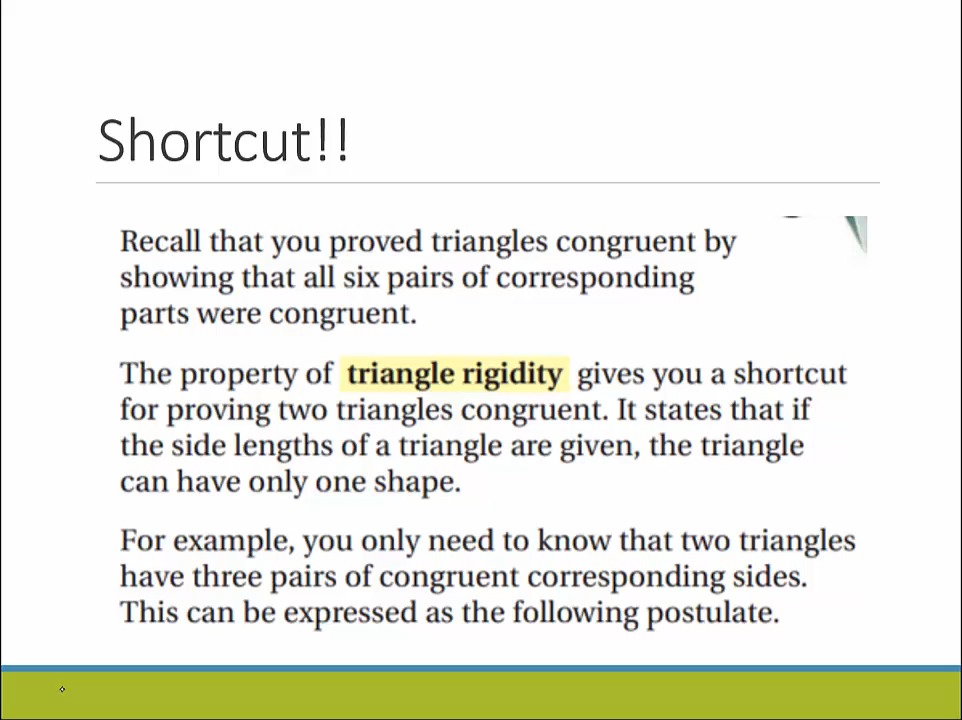 Shortcut!!
Recall that you proved triangles congruent by
showing that all six pairs of corresponding
parts were congruent.
The property of triangle rigidity gives you a shortcut
for proving two triangles congruent. It states that if
the side lengths of a triangle are given, the triangle
can have only one shape.
For example, you only need to know that two triangles
have three pairs of congruent corresponding sides.
This can be expressed as the following postulate.